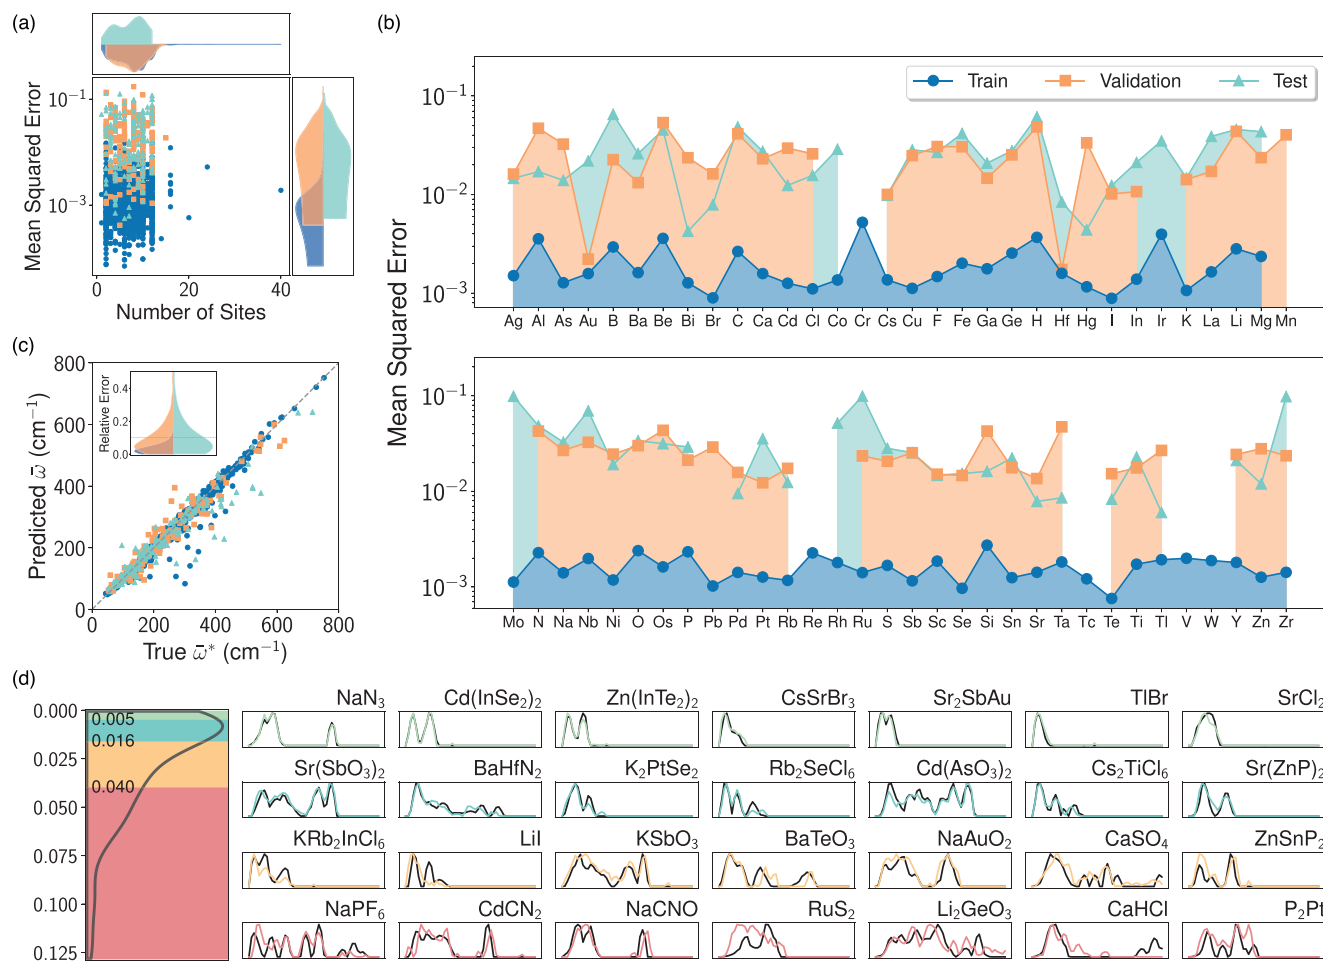 (a)
Mean Squared Error
10⁻¹
10⁻³
0
20
40
Number of Sites
(b)
Mean Squared Error
Train
Validation
Test
10⁻¹
10⁻²
10⁻³
Ag Al As Au B Ba Be Bi Br C Ca Cd Cl Co Cr Cs Cu F Fe Ga Ge H Hf Hg I In Ir K La Li Mg Mn
10⁻¹
10⁻²
10⁻³
Mo N Na Nb Ni O Os P Pb Pd Pt Rb Re Rh Ru S Sb Sc Se Si Sn Sr Ta Tc Te Ti Tl V W Y Zn Zr
(c)
Predicted ω̄ (cm⁻¹)
800
600
400
200
0
Relative Error
0.4
0.2
0.0
0 200 400 600 800
True ω̄* (cm⁻¹)
(d)
0.000
0.025
0.050
0.075
0.100
0.125
0.005
0.016
0.040
NaN₃ Cd(InSe₂)₂ Zn(InTe₂)₂ CsSrBr₃ Sr₂SbAu TlBr SrCl₂
Sr(SbO₃)₂ BaHfN₂ K₂PtSe₂ Rb₂SeCl₆ Cd(AsO₃)₂ Cs₂TiCl₆ Sr(ZnP)₂
KRb₂InCl₆ LiI KSbO₃ BaTeO₃ NaAuO₂ CaSO₄ ZnSnP₂
NaPF₆ CdCN₂ NaCNO RuS₂ Li₂GeO₃ CaHCl P₂Pt